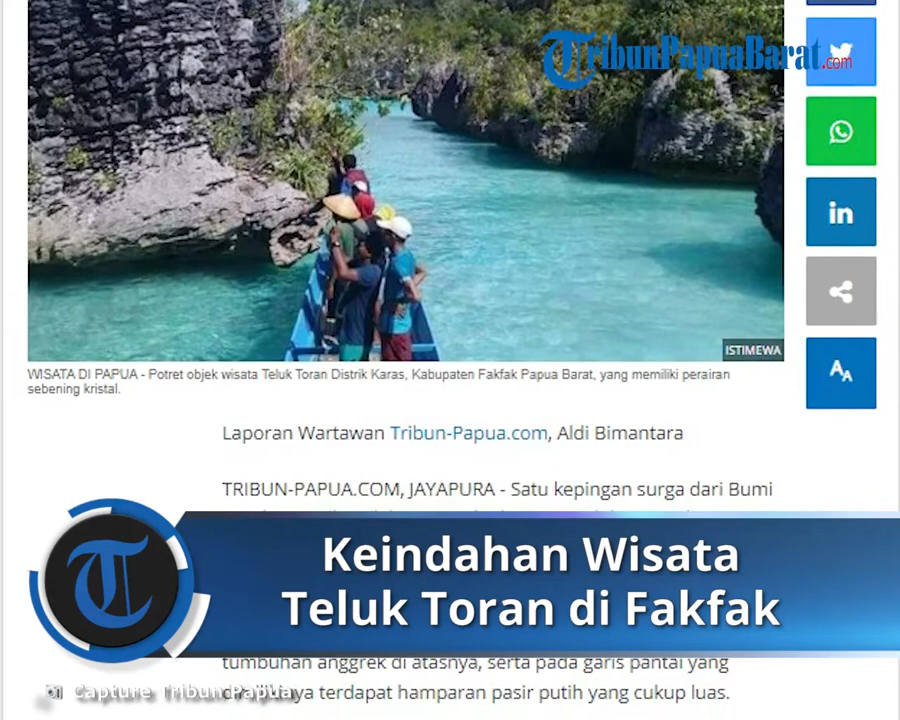 TribunPapuaBarat.com
ISTIMEWA
WISATA DI PAPUA - Potret objek wisata Teluk Toran Distrik Karas, Kabupaten Fakfak Papua Barat, yang memiliki perairan
sebening kristal.
Laporan Wartawan Tribun-Papua.com, Aldi Bimantara
TRIBUN-PAPUA.COM, JAYAPURA - Satu kepingan surga dari Bumi
Keindahan Wisata
Teluk Toran di Fakfak
tumbuhan anggrek di atasnya, serta pada garis pantai yang
terdapat hamparan pasir putih yang cukup luas.
Capture Tribun Papua